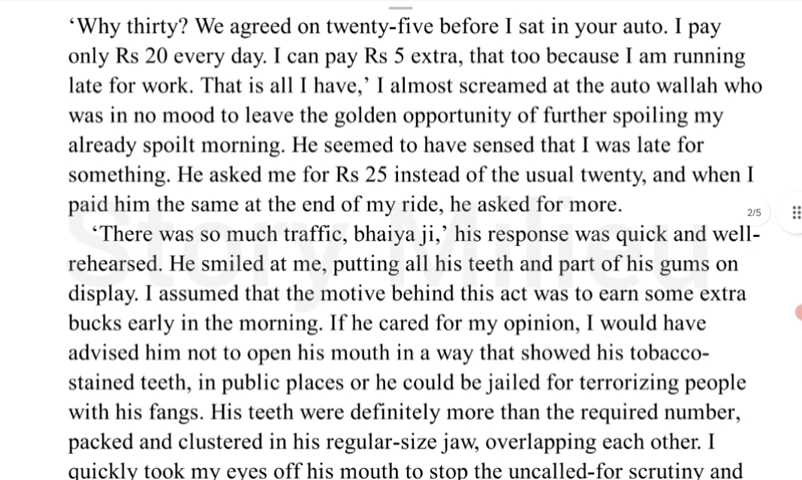 ‘Why thirty? We agreed on twenty-five before I sat in your auto. I pay
only Rs 20 every day. I can pay Rs 5 extra, that too because I am running
late for work. That is all I have,’ I almost screamed at the auto wallah who
was in no mood to leave the golden opportunity of further spoiling my
already spoilt morning. He seemed to have sensed that I was late for
something. He asked me for Rs 25 instead of the usual twenty, and when I
paid him the same at the end of my ride, he asked for more.
2/5
‘There was so much traffic, bhaiya ji,’ his response was quick and well-
rehearsed. He smiled at me, putting all his teeth and part of his gums on
display. I assumed that the motive behind this act was to earn some extra
bucks early in the morning. If he cared for my opinion, I would have
advised him not to open his mouth in a way that showed his tobacco-
stained teeth, in public places or he could be jailed for terrorizing people
with his fangs. His teeth were definitely more than the required number,
packed and clustered in his regular-size jaw, overlapping each other. I
quickly took my eyes off his mouth to stop the uncalled-for scrutiny and
Story Milieu